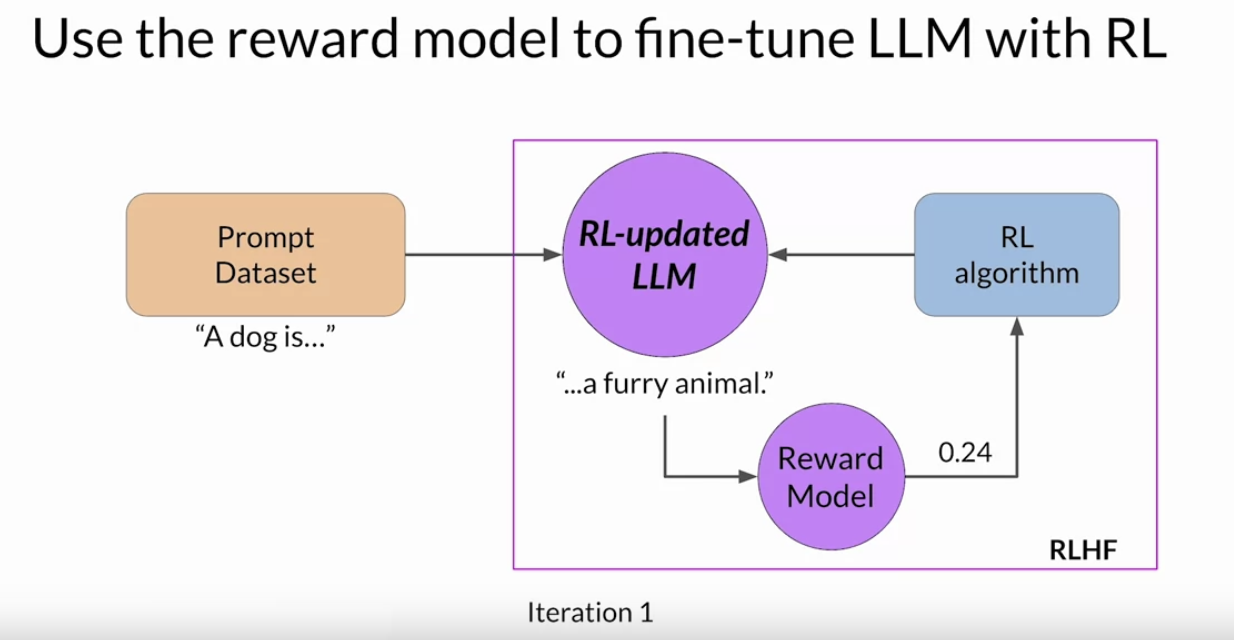 Use the reward model to fine-tune LLM with RL
Prompt
Dataset
“A dog is...”
RL-updated
LLM
RL
algorithm
“...a furry animal.”
Reward
Model
0.24
RLHF
Iteration 1